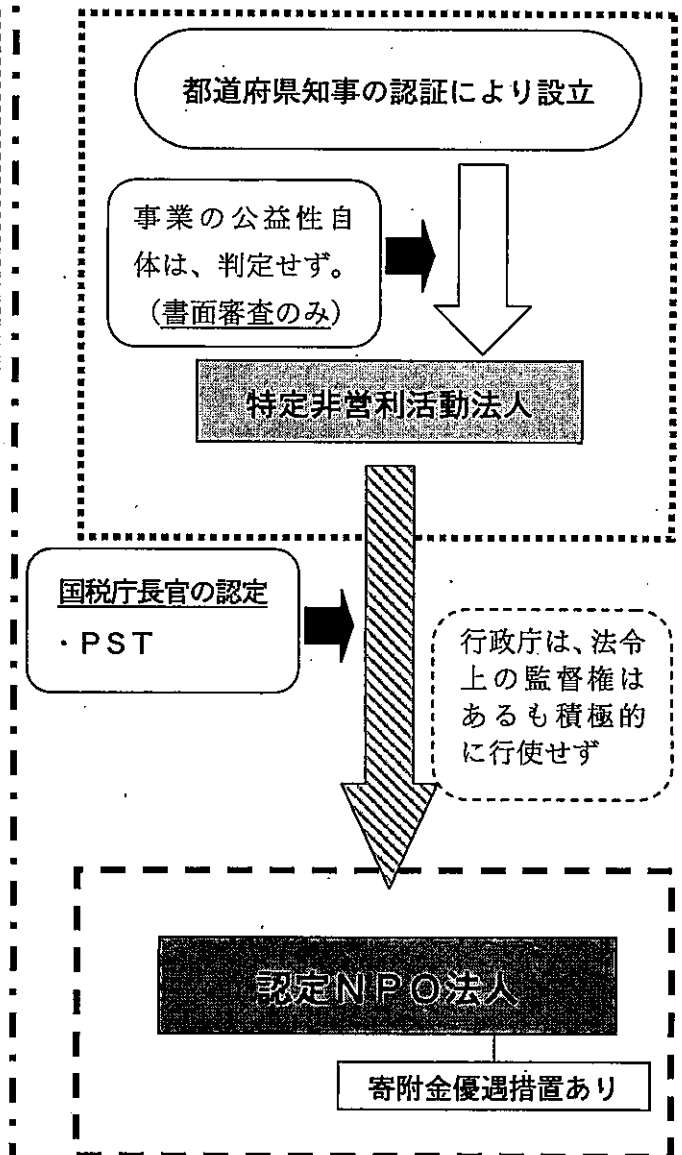 都道府県知事の認証により設立
事業の公益性自
体は、判定せず。
（書面審査のみ）
特定非営利活動法人
国税庁長官の認定
・PST
行政庁は、法令
上の監督権は
あるも積極的
に行使せず
認定NPO法人
寄附金優遇措置あり